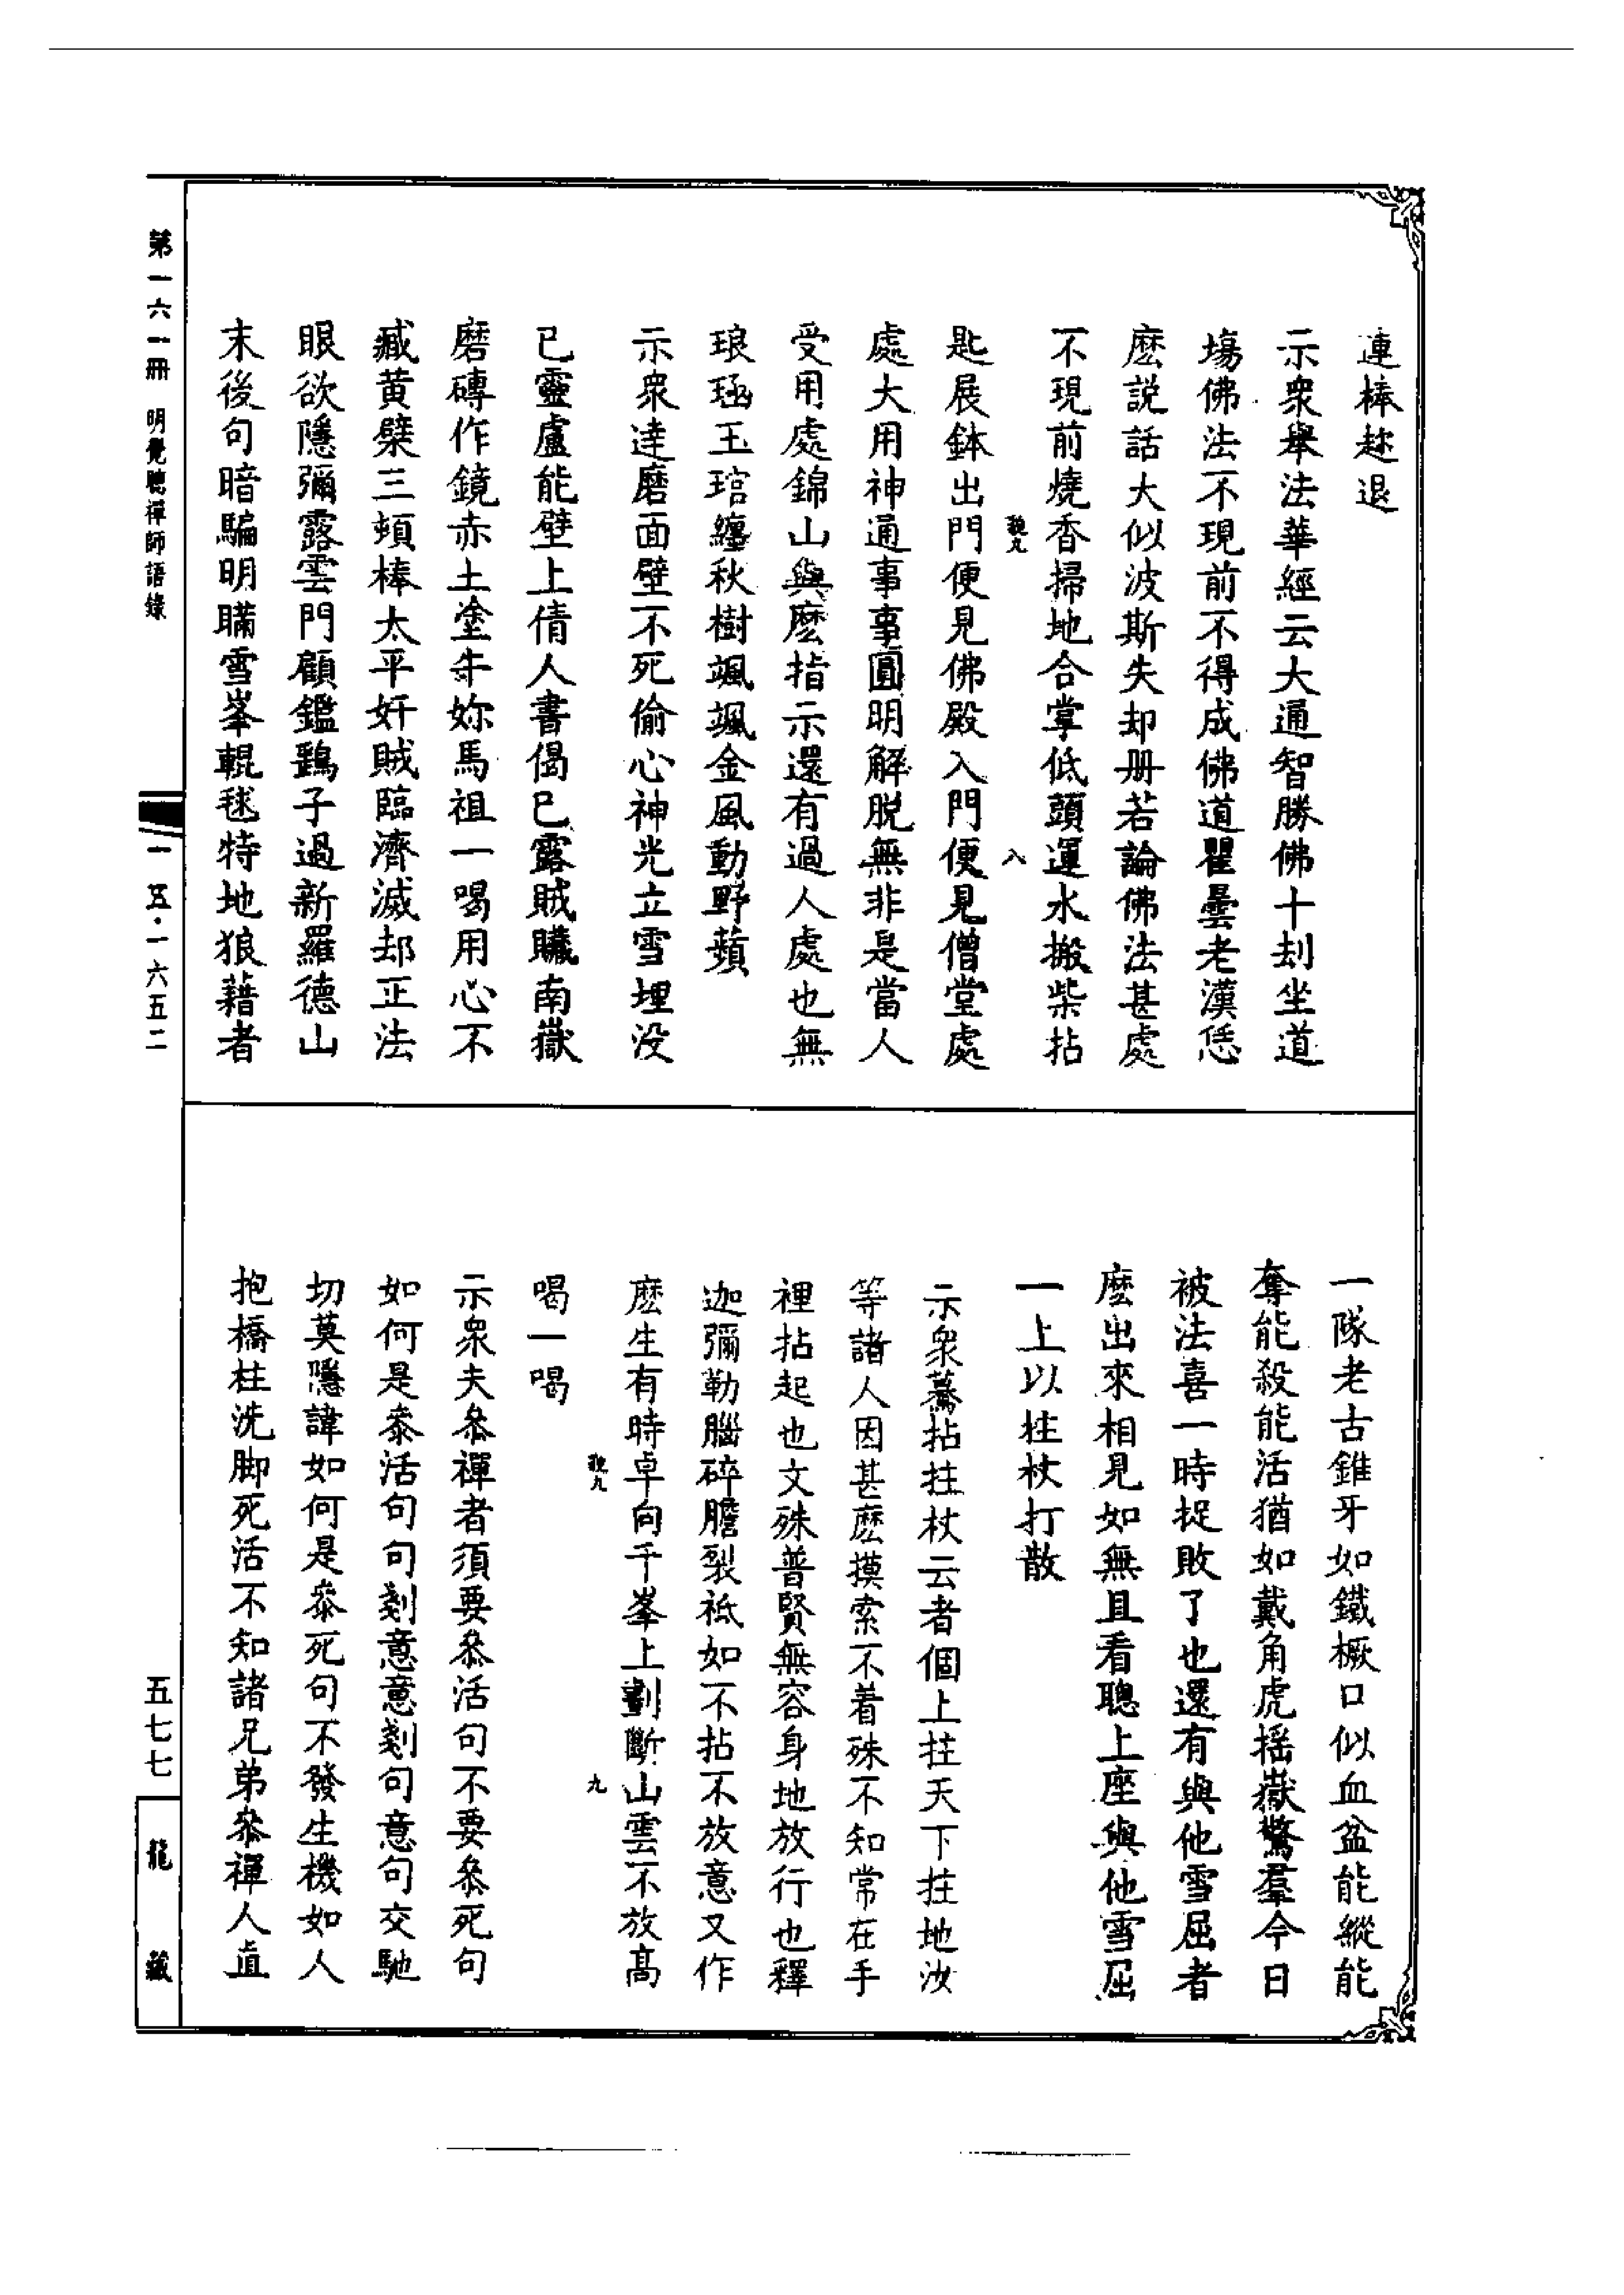 連棒趂退
示衆舉法華經云大通智勝佛十刦坐道
塲佛法不現前不得成佛道瞿曇老漢恁
麽説話大似波斯失却册若論佛法甚處
不現前燒香掃地合掌低頭運水搬柴拈
匙展鉢出門便見佛殿入門便見僧堂處
處大用神通事事圓明解脱無非是當人
受用處錦山與麽指示還有過人處也無
琅琊玉琯纏秋樹颯颯金風動野蘋
示衆達磨面壁不死偷心神光立雪埋没
已靈盧能壁上倩人書偈已露賊贓南嶽
磨磚作鏡赤土塗牛妳馬祖一喝用心不
臧黄檗三頓棒太平奸賊臨濟滅却正法
眼欲隱彌露雲門顧鑑鷂子過新羅德山
末後句暗騙明瞞雪峯輥毬特地狼藉者
一隊老古錐牙如鐵橛口似血盆能縱能
奪能殺能活猶如戴角虎摇嶽驚羣今日
被法喜一時捉敗了也還有與他雪屈者
麽出來相見如無且看聰上座與他雪屈
一上以拄杖打散
示衆驀拈拄杖云者個上拄天下拄地汝
等諸人因甚麽摸索不着殊不知常在手
裡拈起也文殊普賢無容身地放行也釋
迦彌勒腦碎膽裂祇如不拈不放意又作
麽生有時卓向千峯上劃斷山雲不放高
喝一喝
示衆夫叅禪者須要叅活句不要叅死句
如何是叅活句句剗意意剗句意句交馳
切莫隱諱如何是叅死句不發生機如人
抱橋柱洗脚死活不知諸兄弟叅禪人直
入
九
第一六一冊
明覺聰禪師語錄
一五·一六五二
五七七
龍藏